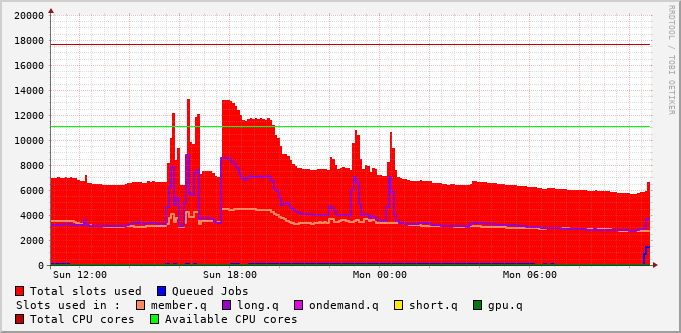 RRDTOOL / TOBI OETIKER
20000
18000
16000
14000
12000
10000
8000
6000
4000
2000
0
Sun 12:00 Sun 18:00 Mon 00:00 Mon 06:00
Total slots used Queued Jobs
Slots used in : member.q long.q ondemand.q short.q gpu.q
Total CPU cores Available CPU cores